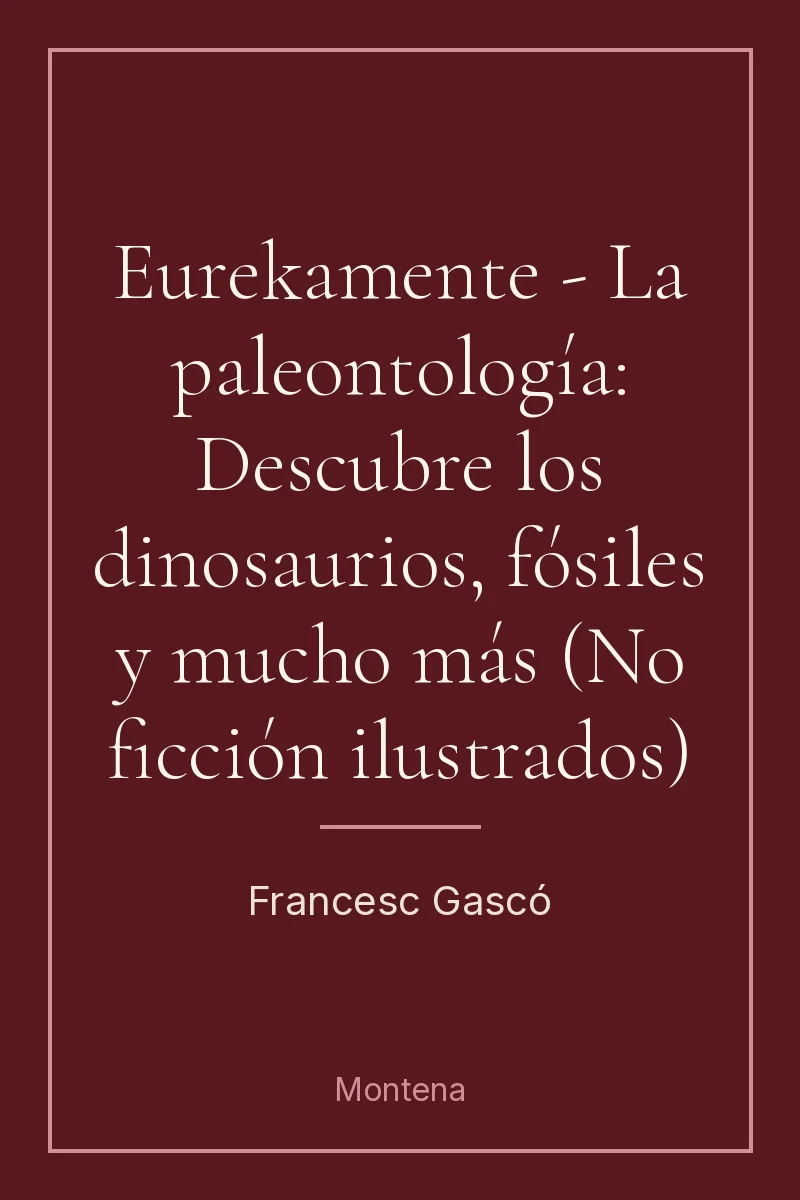 Eurekamente - La
paleontología:
Descubre los
dinosaurios, fósiles
y mucho más (No
ficción ilustrados)
Francesc Gascó
Montena